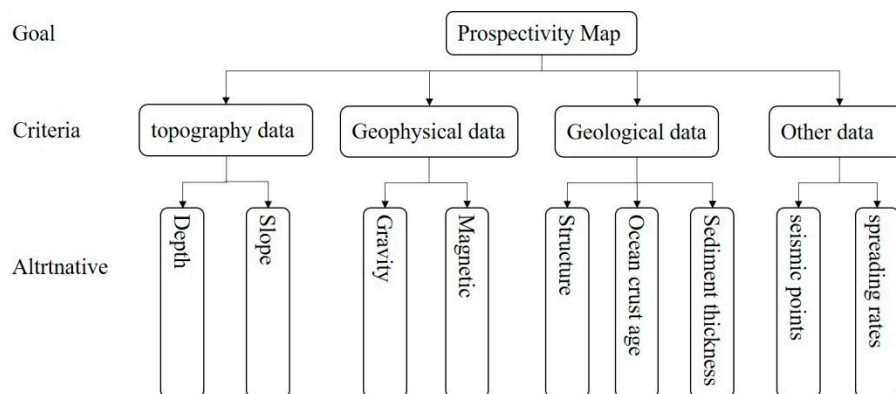 Goal
Prospectivity Map
Criteria
topography data
Geophysical data
Geological data
Other data
Altrtnative
Depth
Slope
Gravity
Magnetic
Structure
Ocean crust age
Sediment thickness
seismic points
spreading rates